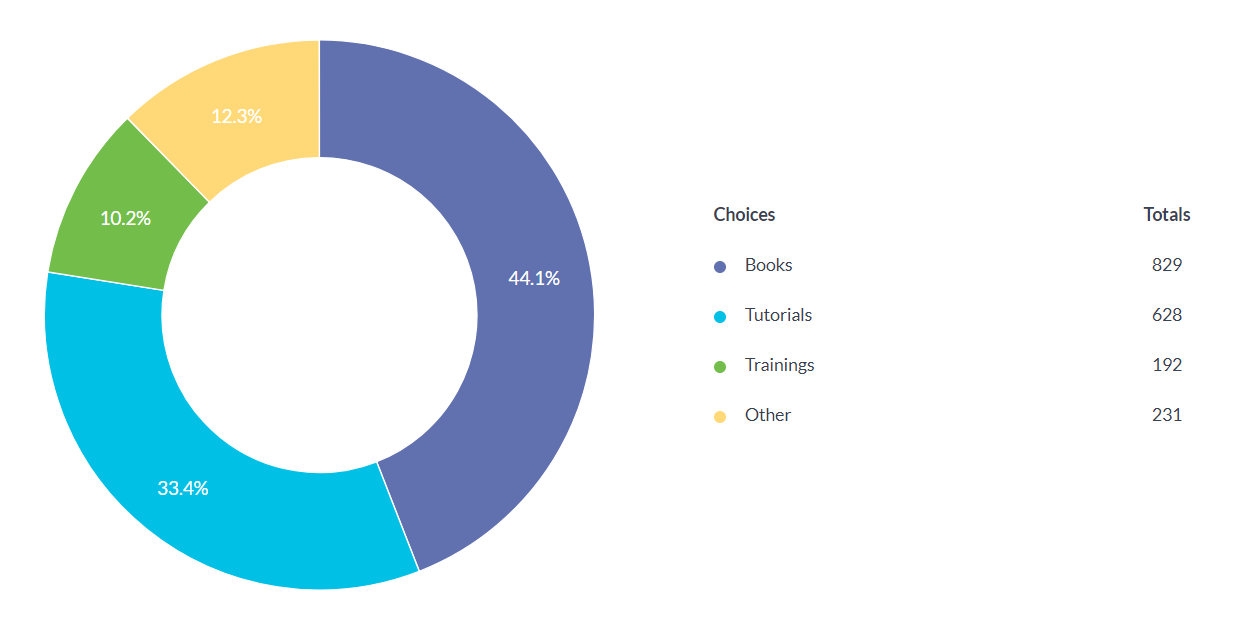 12.3%
10.2%
44.1%
33.4%
Choices Totals
Books 829
Tutorials 628
Trainings 192
Other 231